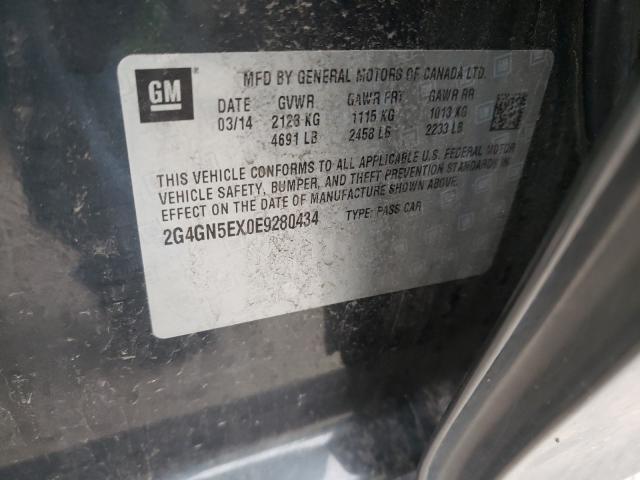 GM
MFD BY GENERAL MOTORS OF CANADA LTD.
DATE GVWR GAWR FRT GAWR RR
03/14 2128 KG 1115 KG 1013 KG
4691 LB 2458 LB 2233 LB
THIS VEHICLE CONFORMS TO ALL APPLICABLE U.S. FEDERAL MOTOR
VEHICLE SAFETY, BUMPER, AND THEFT PREVENTION STANDARDS IN
EFFECT ON THE DATE OF MANUFACTURE SHOWN ABOVE.
2G4GN5EX0E9280434 TYPE: PASS CAR